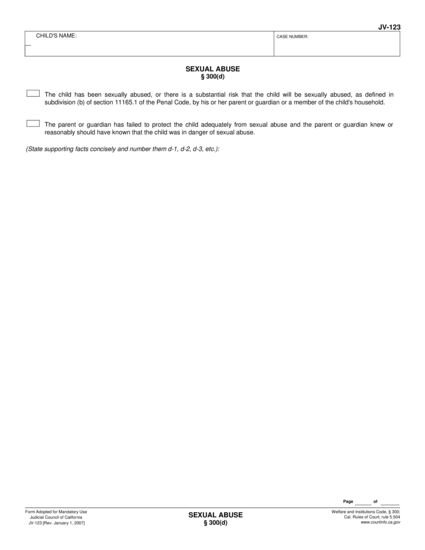 JV-123
CHILD'S NAME:
CASE NUMBER:
SEXUAL ABUSE
§ 300(d)
The child has been sexually abused, or there is a substantial risk that the child will be sexually abused, as defined in
subdivision (b) of section 11165.1 of the Penal Code, by his or her parent or guardian or a member of the child's household.
The parent or guardian has failed to protect the child adequately from sexual abuse and the parent or guardian knew or
reasonably should have known that the child was in danger of sexual abuse.
(State supporting facts concisely and number them d-1, d-2, d-3, etc.):
Page of
Form Adopted for Mandatory Use
Judicial Council of California
JV-123 [Rev. January 1, 2007]
SEXUAL ABUSE
§ 300(d)
Welfare and Institutions Code, § 300;
Cal. Rules of Court, rule 5.504
www.courtinfo.ca.gov